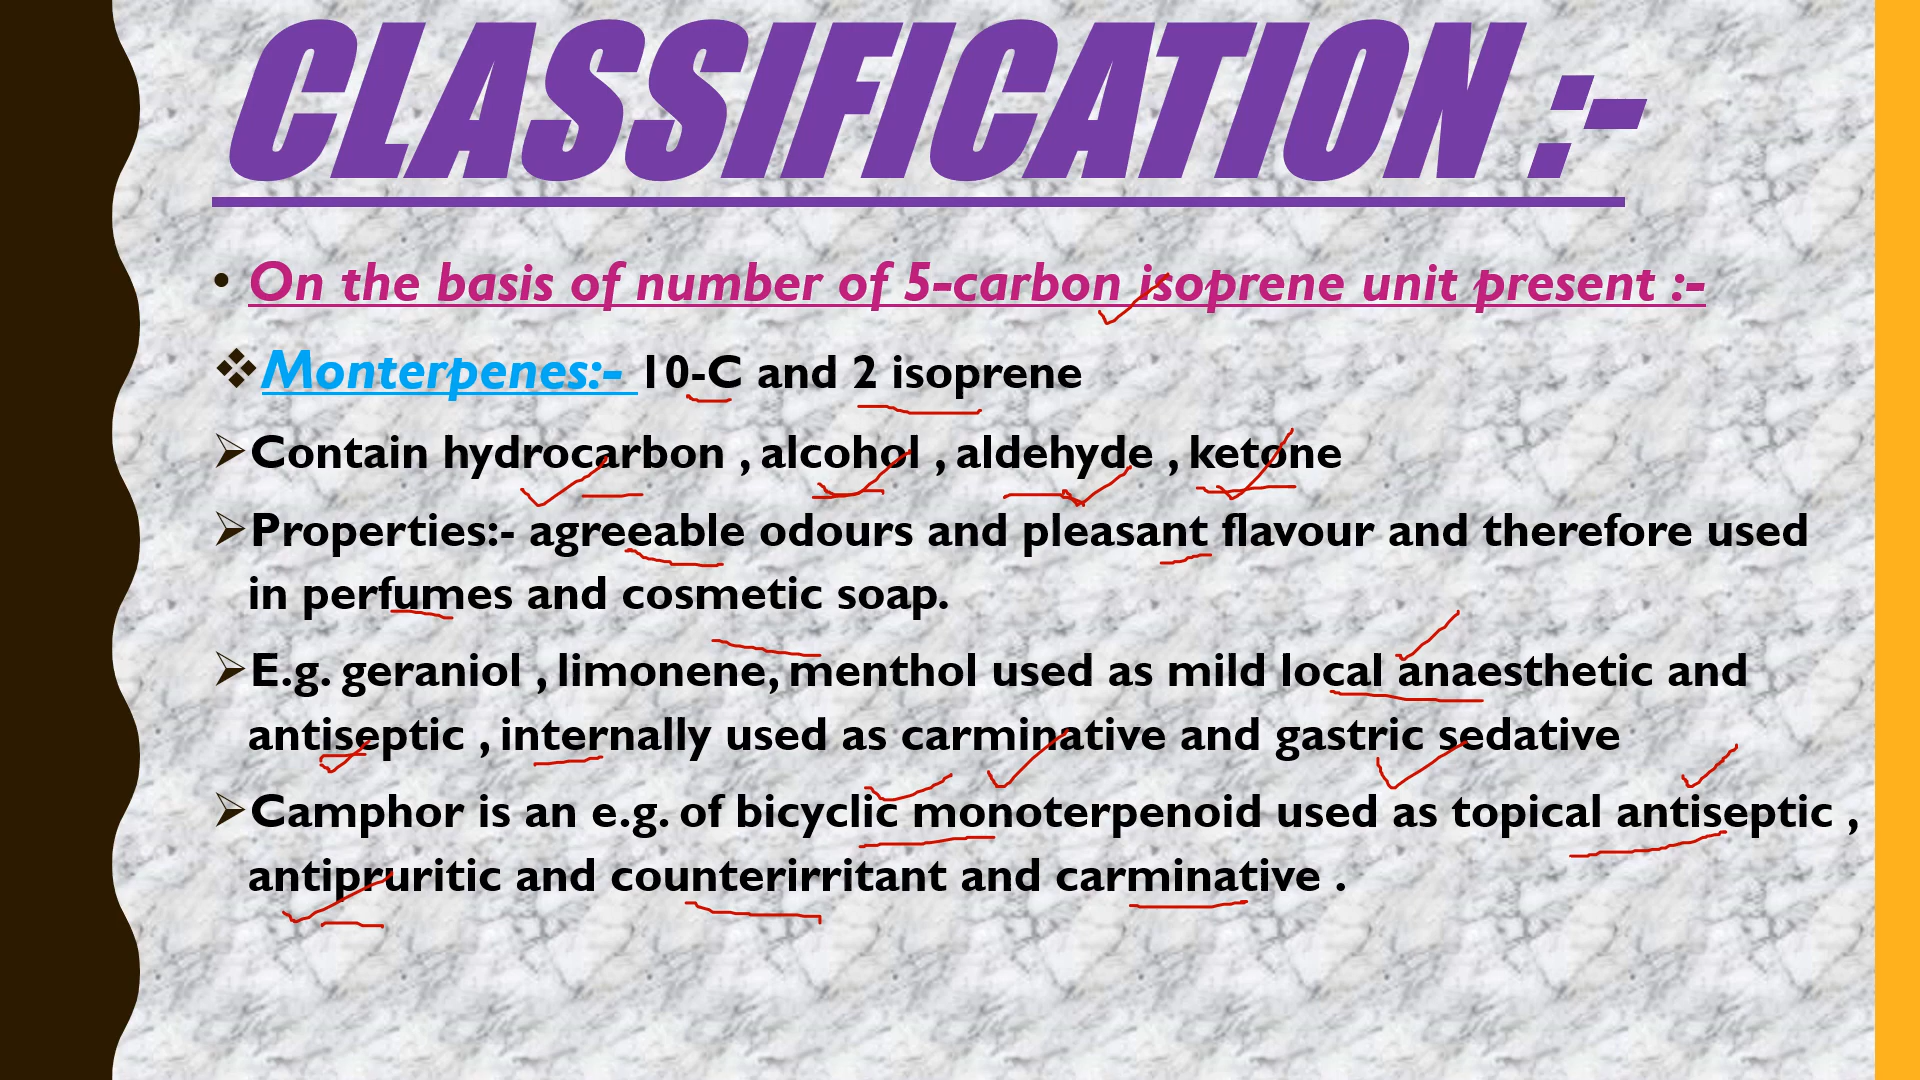 CLASSIFICATION :-
• On the basis of number of 5-carbon isoprene unit present :-
❖Monterpenes:- 10-C and 2 isoprene
➢Contain hydrocarbon , alcohol , aldehyde , ketone
➢Properties:- agreeable odours and pleasant flavour and therefore used
in perfumes and cosmetic soap.
➢E.g. geraniol , limonene, menthol used as mild local anaesthetic and
antiseptic , internally used as carminative and gastric sedative
➢Camphor is an e.g. of bicyclic monoterpenoid used as topical antiseptic ,
antipruritic and counterirritant and carminative .